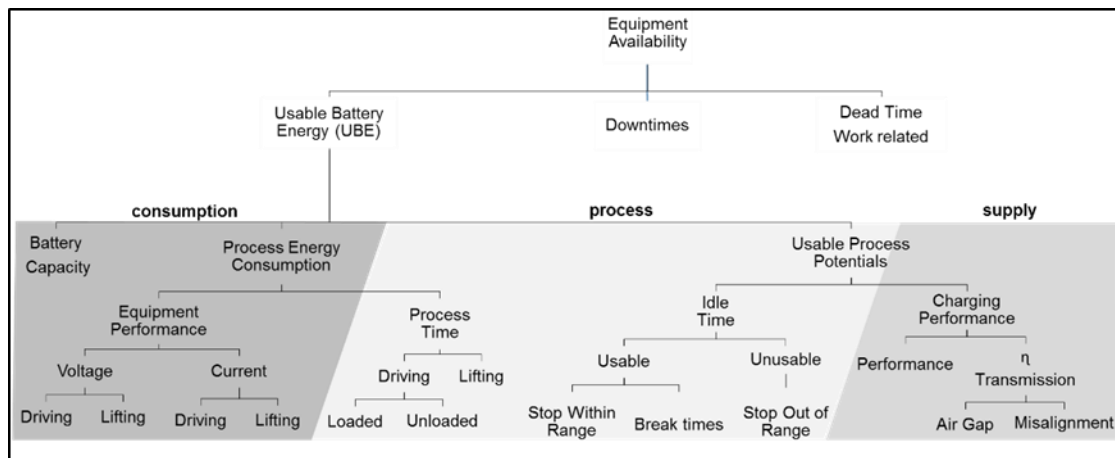 Equipment
Availability
Usable Battery
Energy (UBE)
Downtimes
Dead Time
Work related
consumption
process
supply
Battery
Capacity
Process Energy
Consumption
Usable Process
Potentials
Equipment
Performance
Process
Time
Idle
Time
Charging
Performance
Voltage
Current
Driving
Lifting
Usable
Unusable
Performance
η
Transmission
Driving
Lifting
Driving
Lifting
Loaded
Unloaded
Stop Within
Range
Break times
Stop Out of
Range
Air Gap
Misalignment